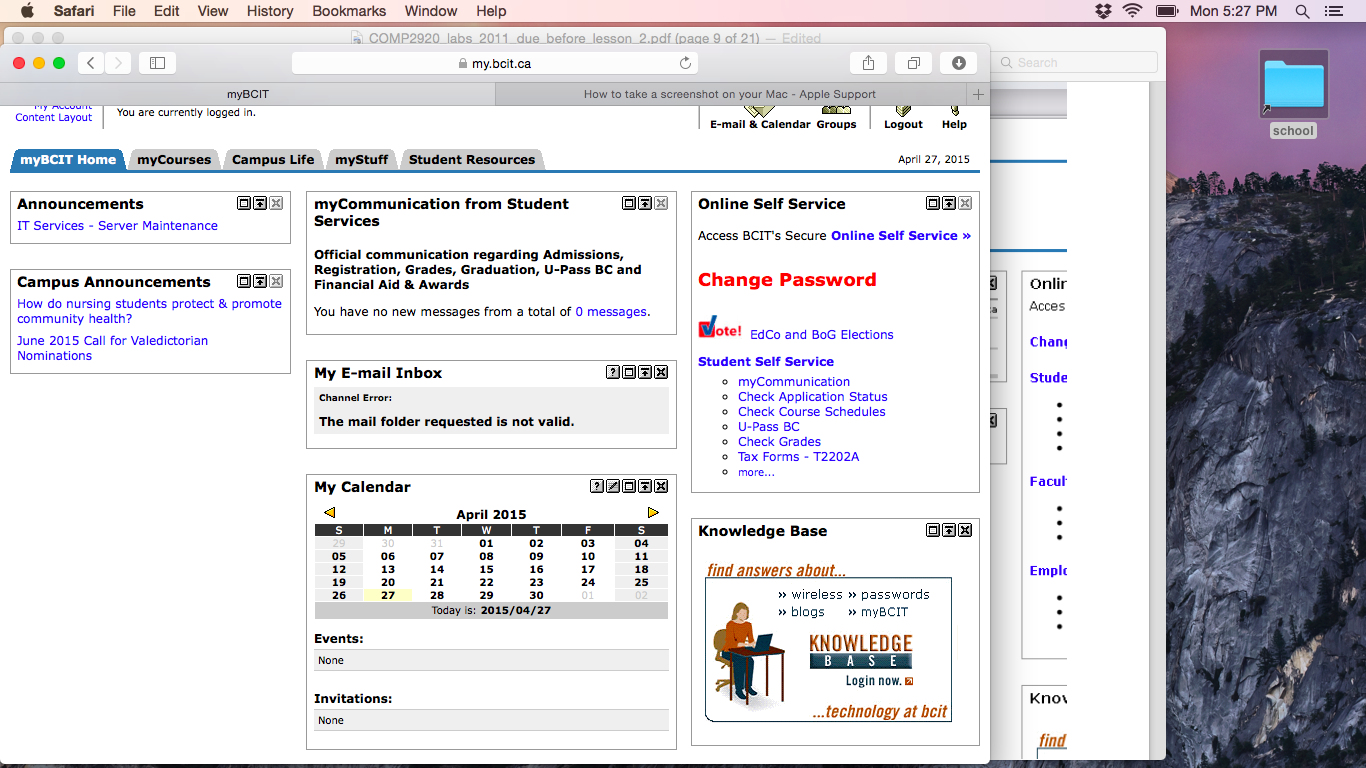 Safari File Edit View History Bookmarks Window Help
Mon 5:27 PM
COMP2920_labs_2011_due_before_lesson_2.pdf (page 9 of 21) — Edited
my.bcit.ca
Search
myBCIT
How to take a screenshot on your Mac - Apple Support
school
My Account
Content Layout
You are currently logged in.
E-mail & Calendar Groups Logout Help
myBCIT Home myCourses Campus Life myStuff Student Resources
April 27, 2015
Announcements
IT Services - Server Maintenance
Campus Announcements
How do nursing students protect & promote
community health?
June 2015 Call for Valedictorian
Nominations
myCommunication from Student
Services
Official communication regarding Admissions,
Registration, Grades, Graduation, U-Pass BC and
Financial Aid & Awards
You have no new messages from a total of 0 messages.
My E-mail Inbox
Channel Error:
The mail folder requested is not valid.
My Calendar
April 2015
S M T W T F S
29 30 31 01 02 03 04
05 06 07 08 09 10 11
12 13 14 15 16 17 18
19 20 21 22 23 24 25
26 27 28 29 30 01 02
Today is: 2015/04/27
Events:
None
Invitations:
None
Online Self Service
Access BCIT's Secure Online Self Service »
Change Password
Vote! EdCo and BoG Elections
Student Self Service
myCommunication
Check Application Status
Check Course Schedules
U-Pass BC
Check Grades
Tax Forms - T2202A
more...
Knowledge Base
find answers about...
» wireless » passwords
» blogs » myBCIT
KNOWLEDGE
BASE
Login now.
...technology at bcit
Onlin
Acces
Chang
Stude
Facul
Emplo
Know
find